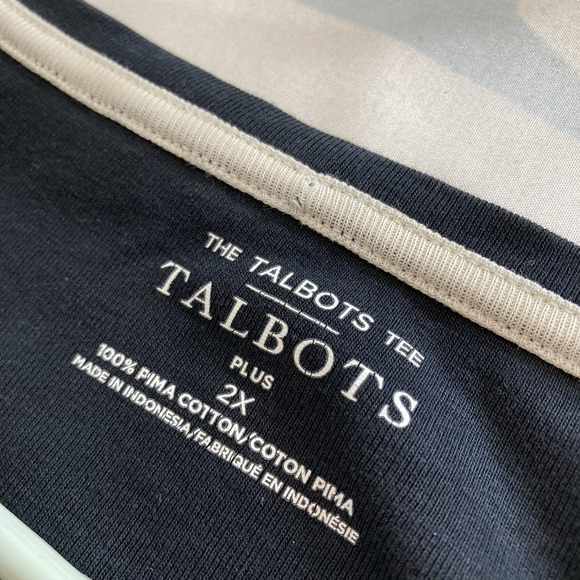 THE TALBOTS TEE
TALBOTS
PLUS
2X
100% PIMA COTTON/COTON PIMA
MADE IN INDONESIA/FABRIQUÉ EN INDONÉSIE